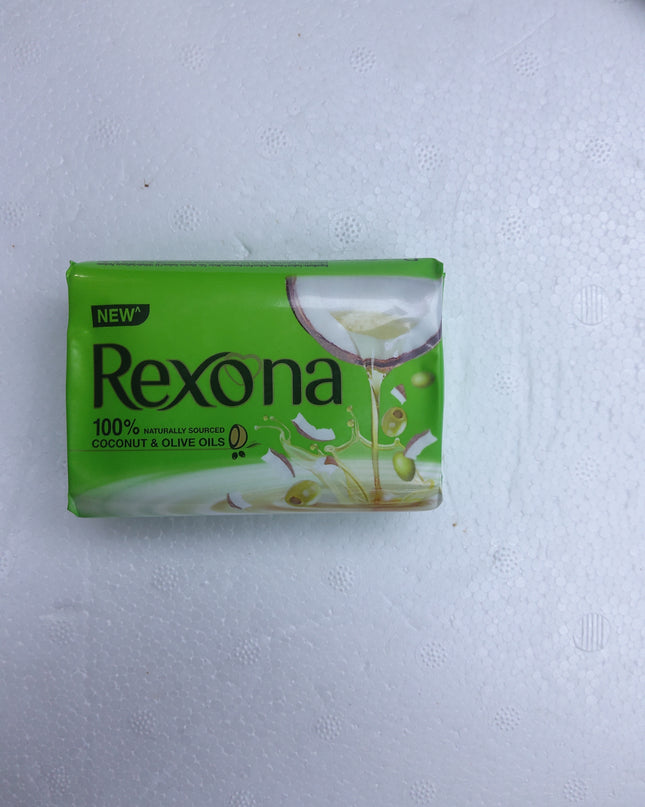 NEW^
Rexona
100% NATURALLY SOURCED
COCONUT & OLIVE OILS